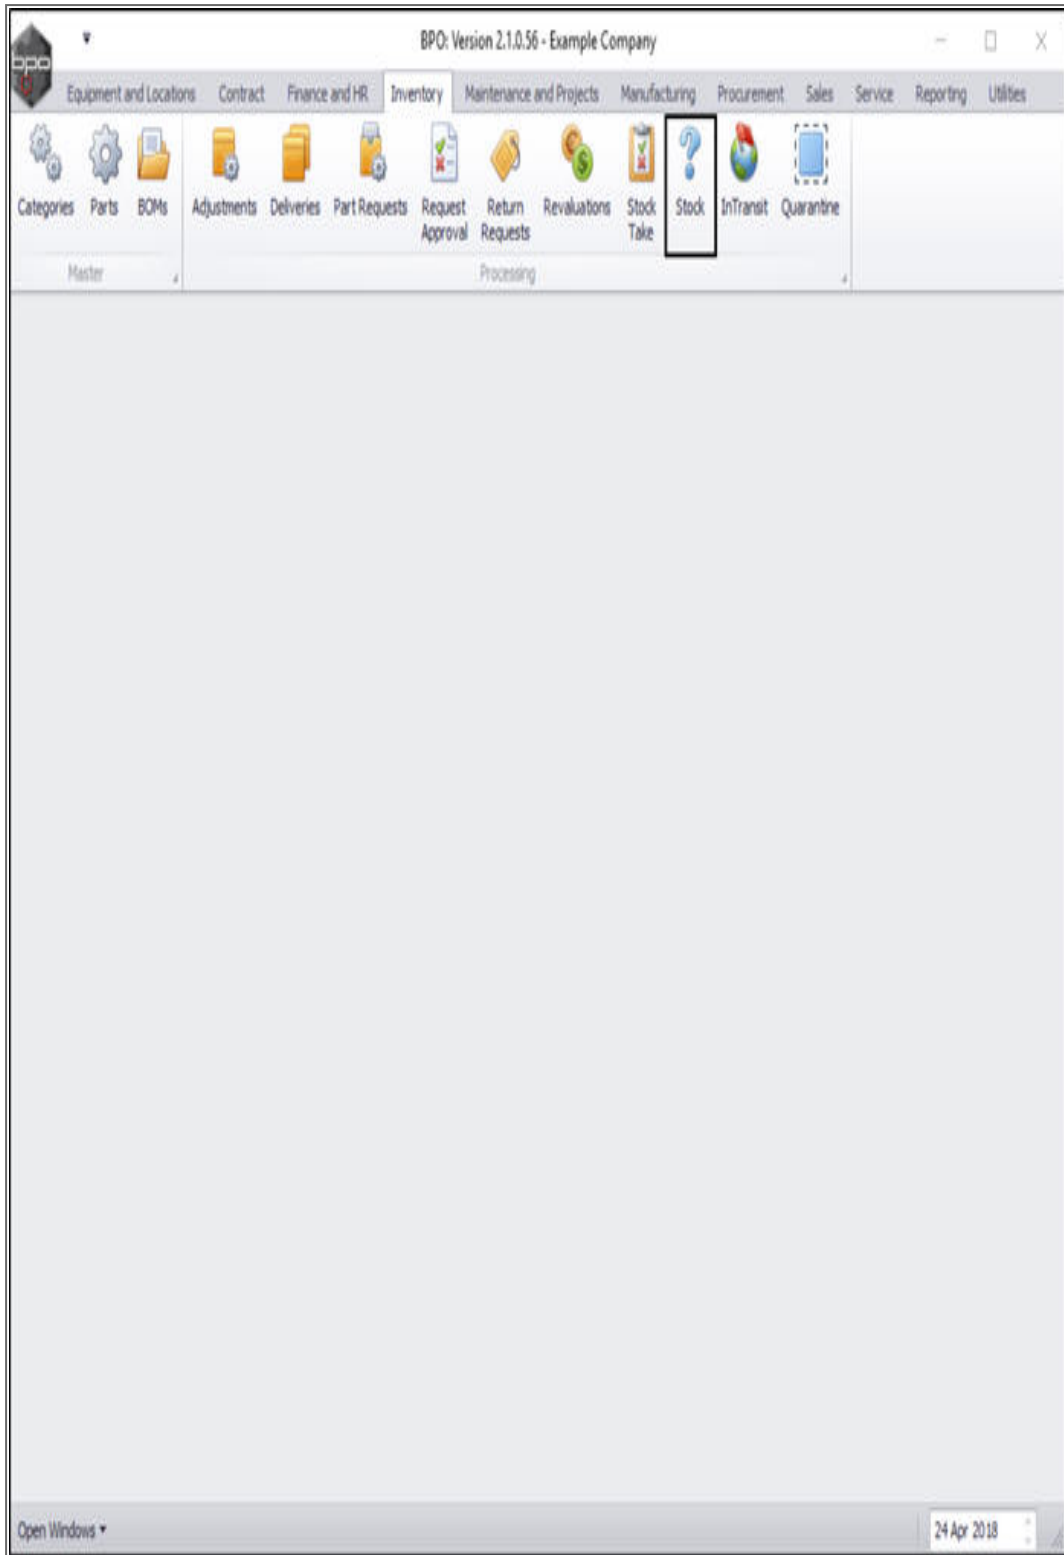 bpo
BPO: Version 2.1.0.56 - Example Company
Equipment and Locations Contract Finance and HR Inventory Maintenance and Projects Manufacturing Procurement Sales Service Reporting Utilities
Categories Parts BOMs Adjustments Deliveries Part Requests Request Approval Return Requests Revaluations Stock Take Stock InTransit Quarantine
Master Processing
Open Windows 24 Apr 2018